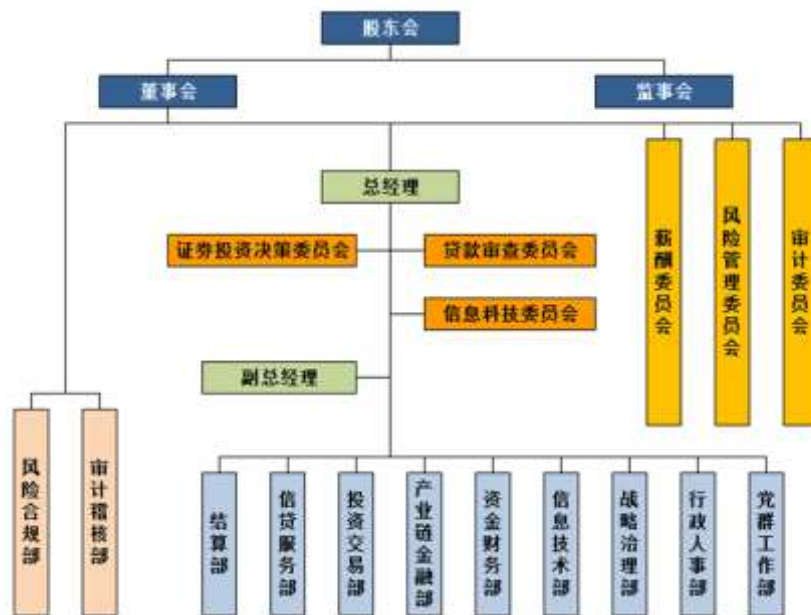 股东会
董事会
监事会
总经理
证券投资决策委员会
贷款审查委员会
信息科技委员会
副总经理
薪酬委员会
风险管理委员会
审计委员会
风险合规部
审计稽核部
结算部
信贷服务部
投资交易部
产业链金融部
资金财务部
信息技术部
战略治理部
行政人事部
党群工作部